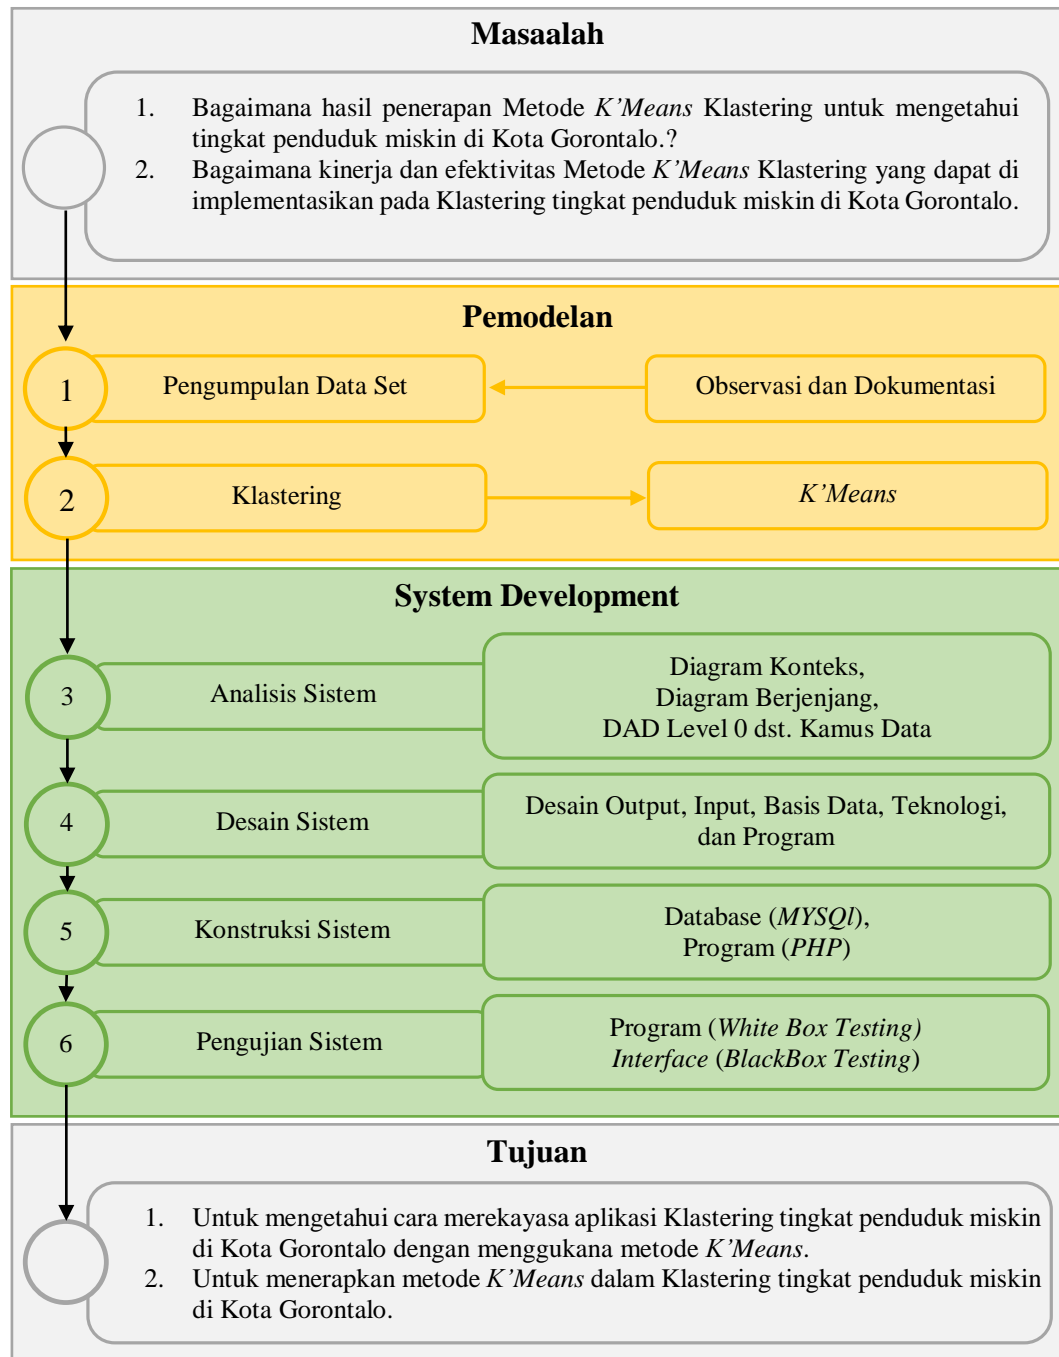 Masaalah
1. Bagaimana hasil penerapan Metode K’Means Klastering untuk mengetahui
tingkat penduduk miskin di Kota Gorontalo.?
2. Bagaimana kinerja dan efektivitas Metode K’Means Klastering yang dapat di
implementasikan pada Klastering tingkat penduduk miskin di Kota Gorontalo.
Pemodelan
1 Pengumpulan Data Set Observasi dan Dokumentasi
2 Klastering K’Means
System Development
3 Analisis Sistem
Diagram Konteks,
Diagram Berjenjang,
DAD Level 0 dst. Kamus Data
4 Desain Sistem
Desain Output, Input, Basis Data, Teknologi,
dan Program
5 Konstruksi Sistem
Database (MYSQl),
Program (PHP)
6 Pengujian Sistem
Program (White Box Testing)
Interface (BlackBox Testing)
Tujuan
1. Untuk mengetahui cara merekayasa aplikasi Klastering tingkat penduduk miskin
di Kota Gorontalo dengan menggukana metode K’Means.
2. Untuk menerapkan metode K’Means dalam Klastering tingkat penduduk miskin
di Kota Gorontalo.